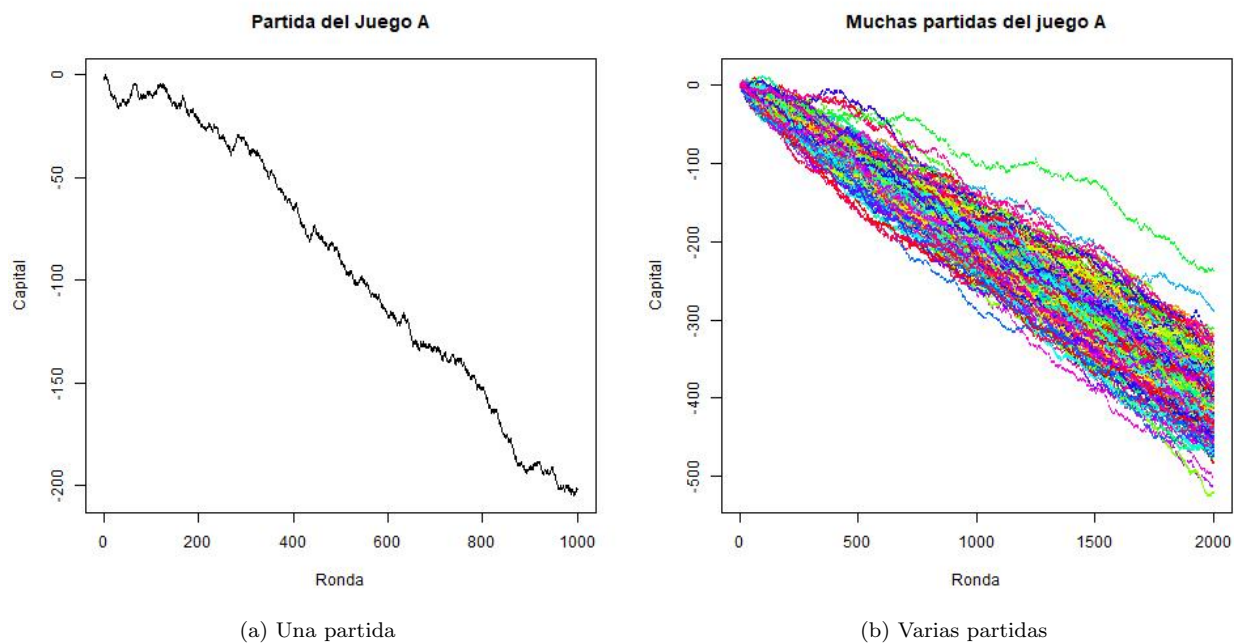 Partida del Juego A
0
-50
-100
-150
-200
Capital
0 200 400 600 800 1000
Ronda
(a) Una partida
Muchas partidas del juego A
0
-100
-200
-300
-400
-500
Capital
0 500 1000 1500 2000
Ronda
(b) Varias partidas